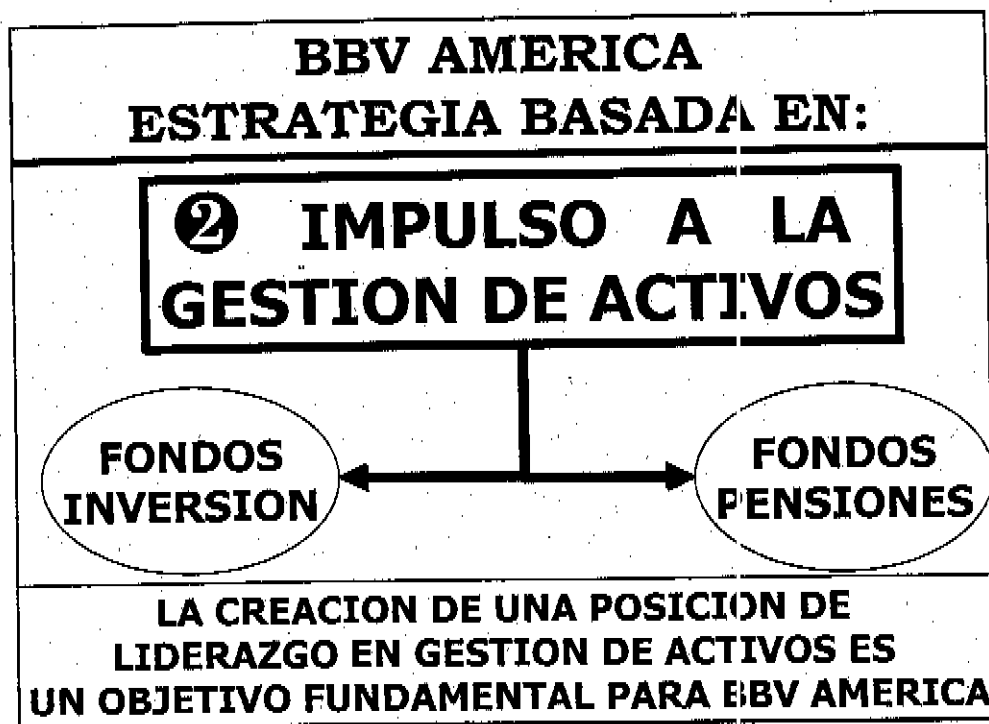 BBV AMERICA
ESTRATEGIA BASADA EN:
❷ IMPULSO A LA
GESTION DE ACTIVOS
FONDOS
INVERSION
FONDOS
PENSIONES
LA CREACION DE UNA POSICION DE
LIDERAZGO EN GESTION DE ACTIVOS ES
UN OBJETIVO FUNDAMENTAL PARA BBV AMERICA